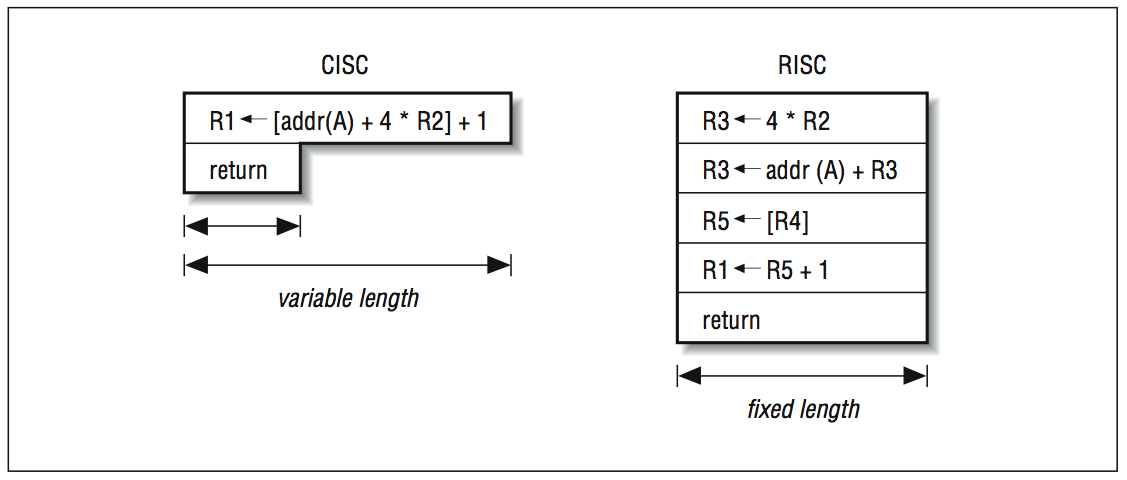 CISC
R1 ← [addr(A) + 4 * R2] + 1
return
variable length
RISC
R3 ← 4 * R2
R3 ← addr (A) + R3
R5 ← [R4]
R1 ← R5 + 1
return
fixed length